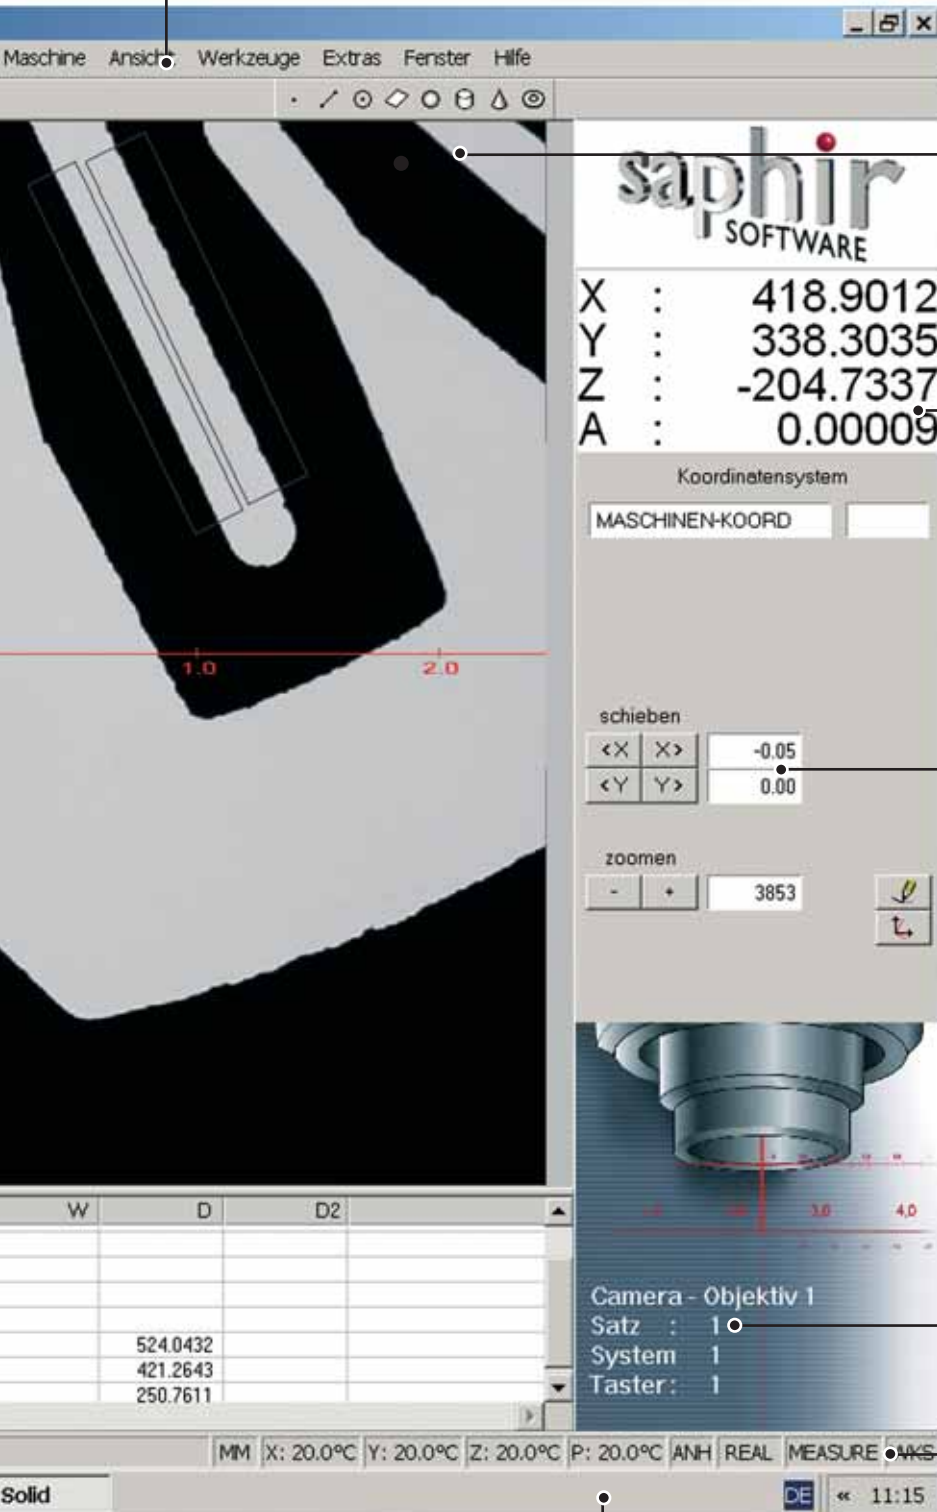 Maschine Ansicht Werkzeuge Extras Fenster Hilfe
saphir
SOFTWARE
X : 418.9012
Y : 338.3035
Z : -204.7337
A : 0.00009
Koordinatensystem
MASCHINEN-KOORD
1.0 2.0
schieben
<X X> -0.05
<Y Y> 0.00
zoomen
- + 3853
3,0 4,0
W D D2
524.0432
421.2643
250.7611
Camera - Objektiv 1
Satz : 1
System 1
Taster : 1
MM X: 20.0°C Y: 20.0°C Z: 20.0°C P: 20.0°C ANH REAL MEASURE WKS
Solid DE « 11:15